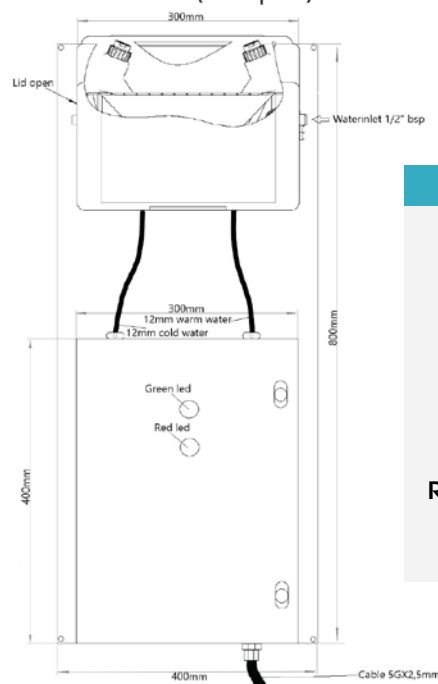 300mm
Lid open
Waterinlet 1/2" bsp
300mm
12mm warm water
12mm cold water
800mm
Green led
Red led
400mm
R
400mm
Cable 5GX2,5mm